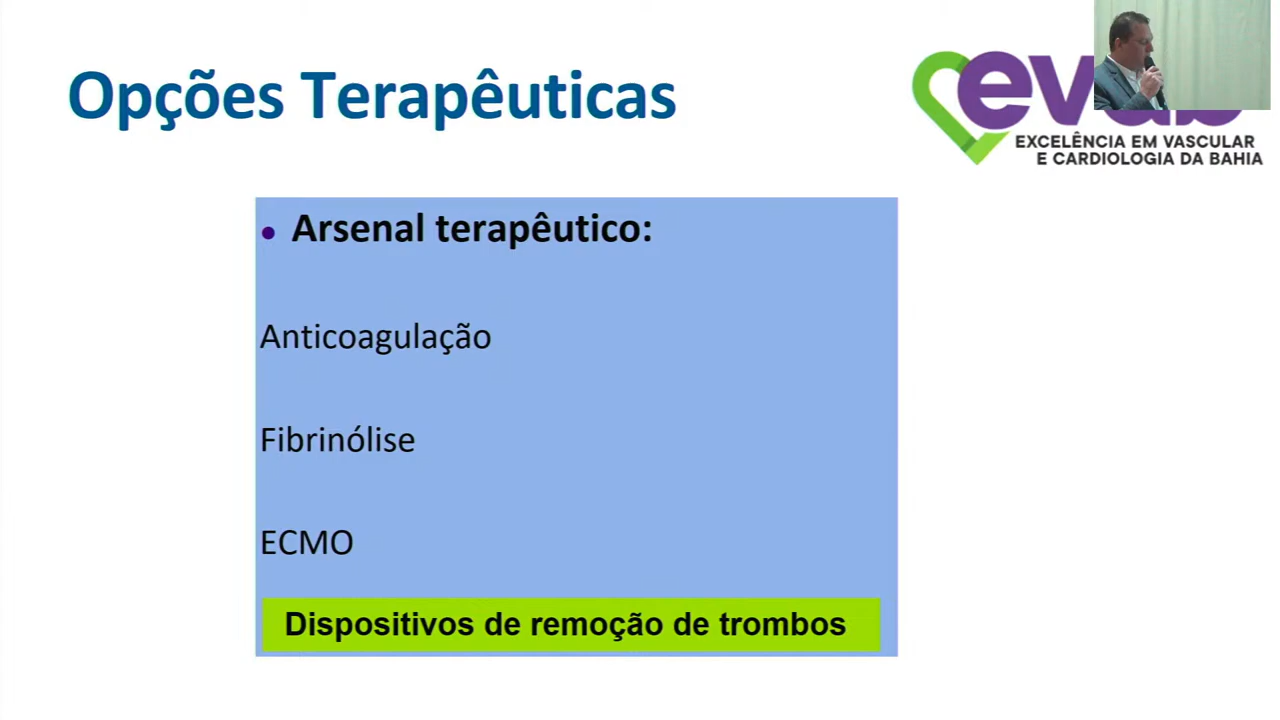 Opções Terapêuticas
EXCELÊNCIA EM VASCULAR
E CARDIOLOGIA DA BAHIA
• Arsenal terapêutico:
Anticoagulação
Fibrinólise
ECMO
Dispositivos de remoção de trombos